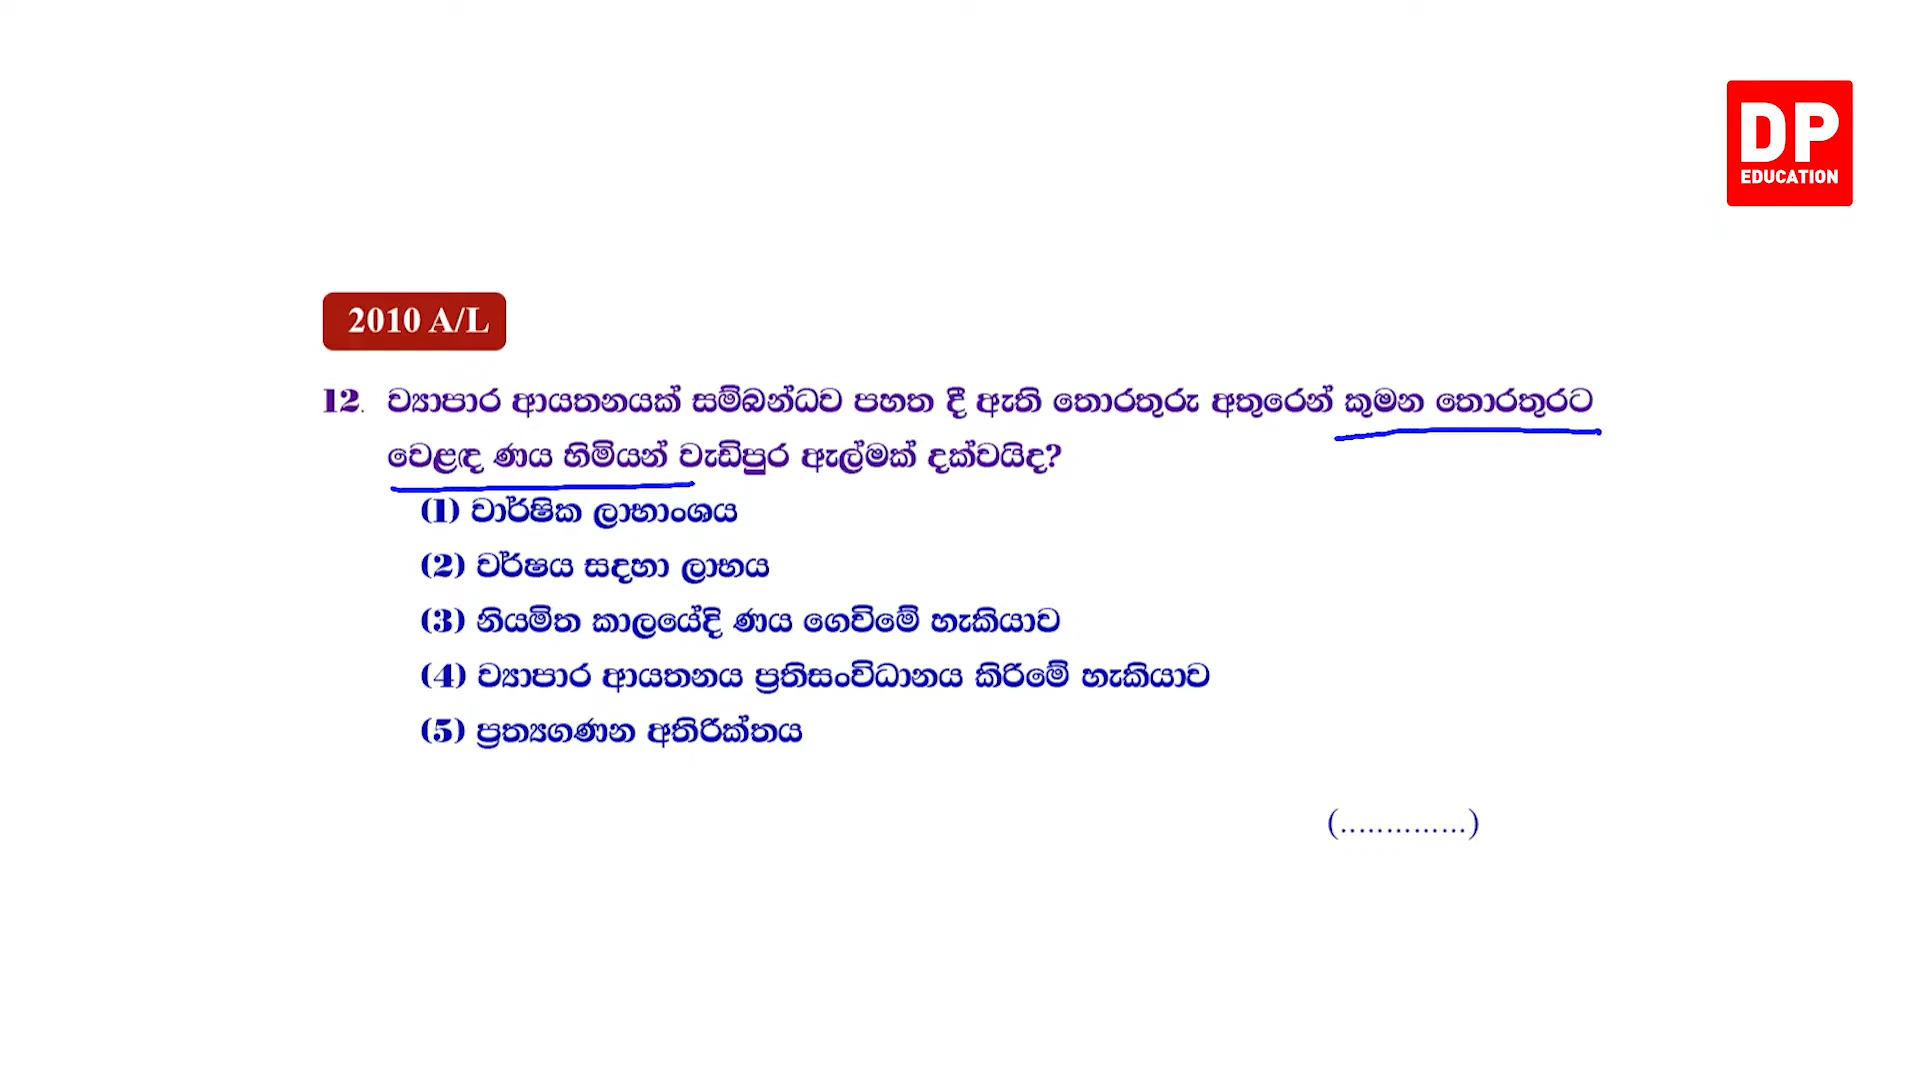 DP
EDUCATION
2010 A/L
12. ව්‍යාපාර ආයතනයක් සම්බන්ධව පහත දී ඇති තොරතුරු අතුරෙන් කුමන තොරතුරට
වෙළඳ ණය හිමියන් වැඩිපුර ඇල්මක් දක්වයිද?
(1) වාර්ෂික ලාභාංශය
(2) වර්ෂය සදහා ලාභය
(3) නියමිත කාලයේදි ණය ගෙවිමේ හැකියාව
(4) ව්‍යාපාර ආයතනය ප්‍රතිසංවිධානය කිරිමේ හැකියාව
(5) ප්‍රත්‍යගණන අතිරික්තය
(..............)